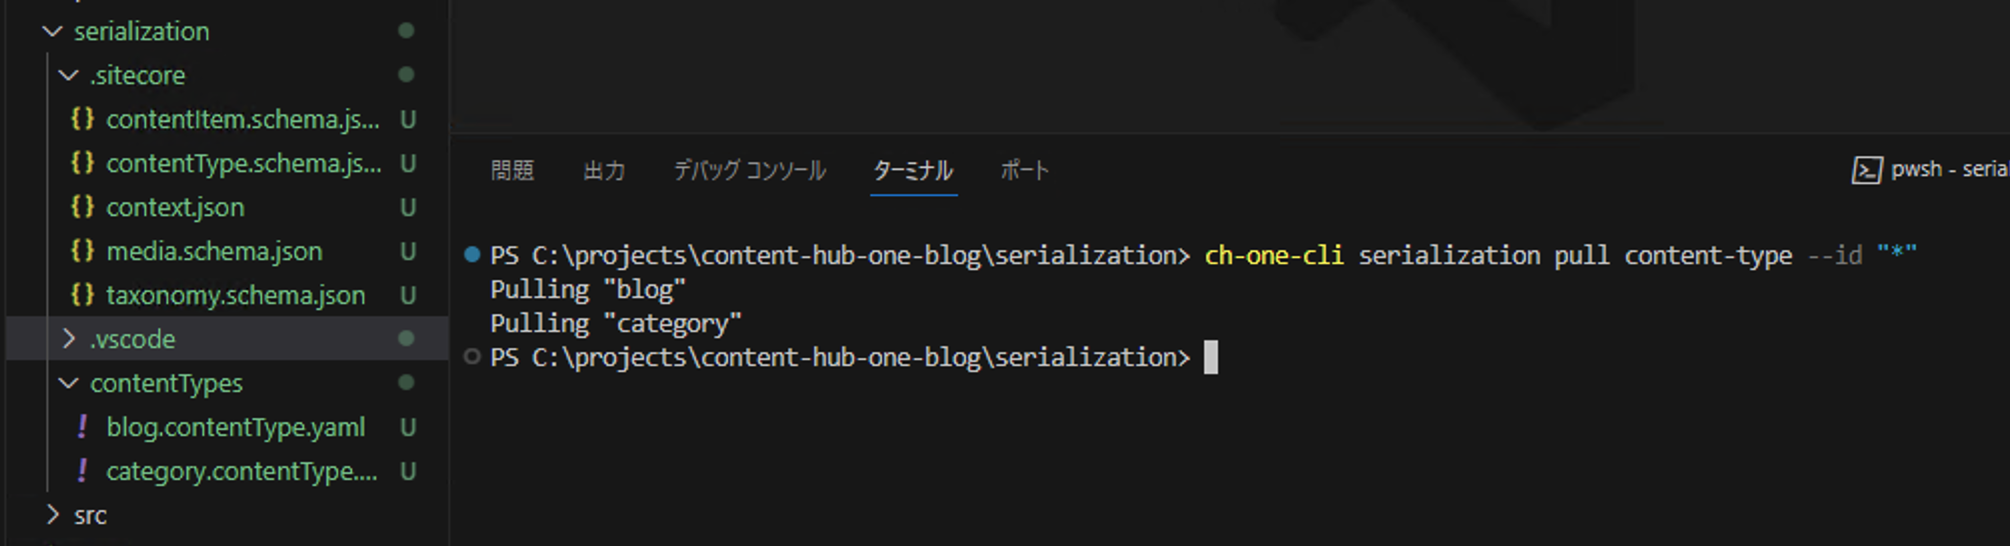 serialization
.sitecore
{} contentItem.schema.js... U
{} contentType.schema.js... U
{} context.json U
{} media.schema.json U
{} taxonomy.schema.json U
.vscode
contentTypes
! blog.contentType.yaml U
! category.contentType.... U
src
問題 出力 デバッグ コンソール ターミナル ポート
pwsh - serial
PS C:\projects\content-hub-one-blog\serialization> ch-one-cli serialization pull content-type --id "*"
Pulling "blog"
Pulling "category"
PS C:\projects\content-hub-one-blog\serialization>